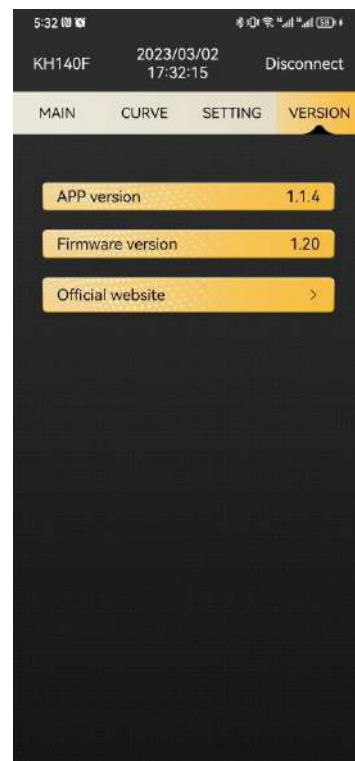 5:32
KH140F
2023/03/02
17:32:15
Disconnect
MAIN CURVE SETTING VERSION
APP version 1.1.4
Firmware version 1.20
Official website >